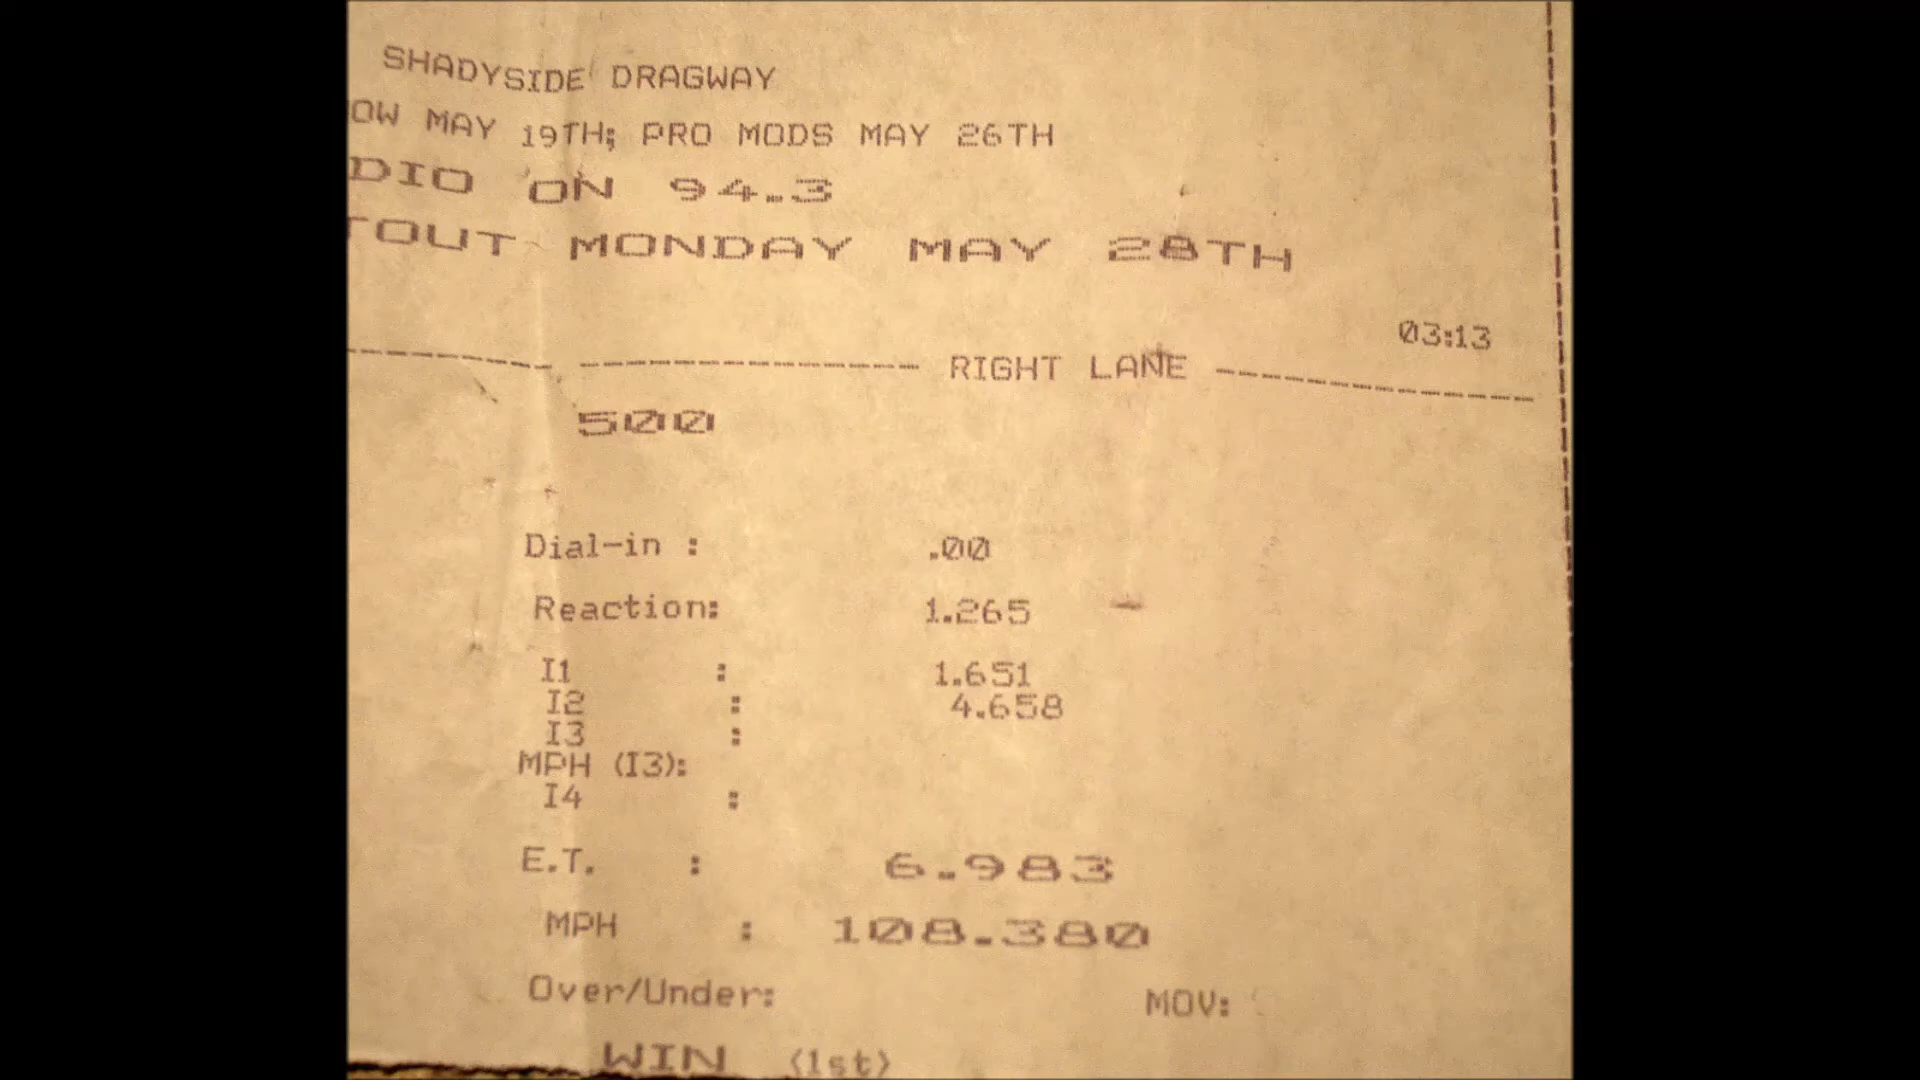 SHADYSIDE DRAGWAY
OW MAY 19TH; PRO MODS MAY 26TH
DIO ON 94.3
TOUT MONDAY MAY 28TH
03:13
RIGHT LANE
500
Dial-in : .00
Reaction: 1.265
I1 : 1.651
I2 : 4.658
I3 :
MPH (I3):
I4 :
E.T. : 6.983
MPH : 108.380
Over/Under: MOV:
WIN (1st)